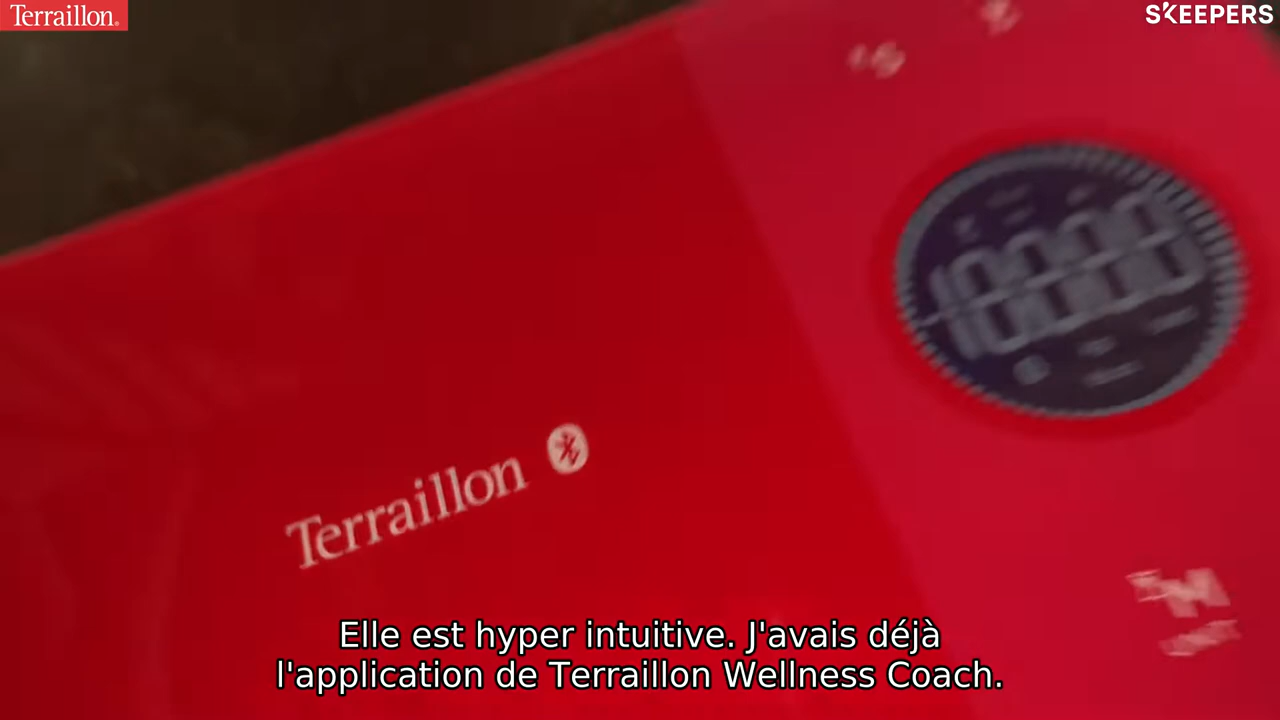 Terraillon.
SKEEPERS
Terraillon
Elle est hyper intuitive. J'avais déjà
l'application de Terraillon Wellness Coach.